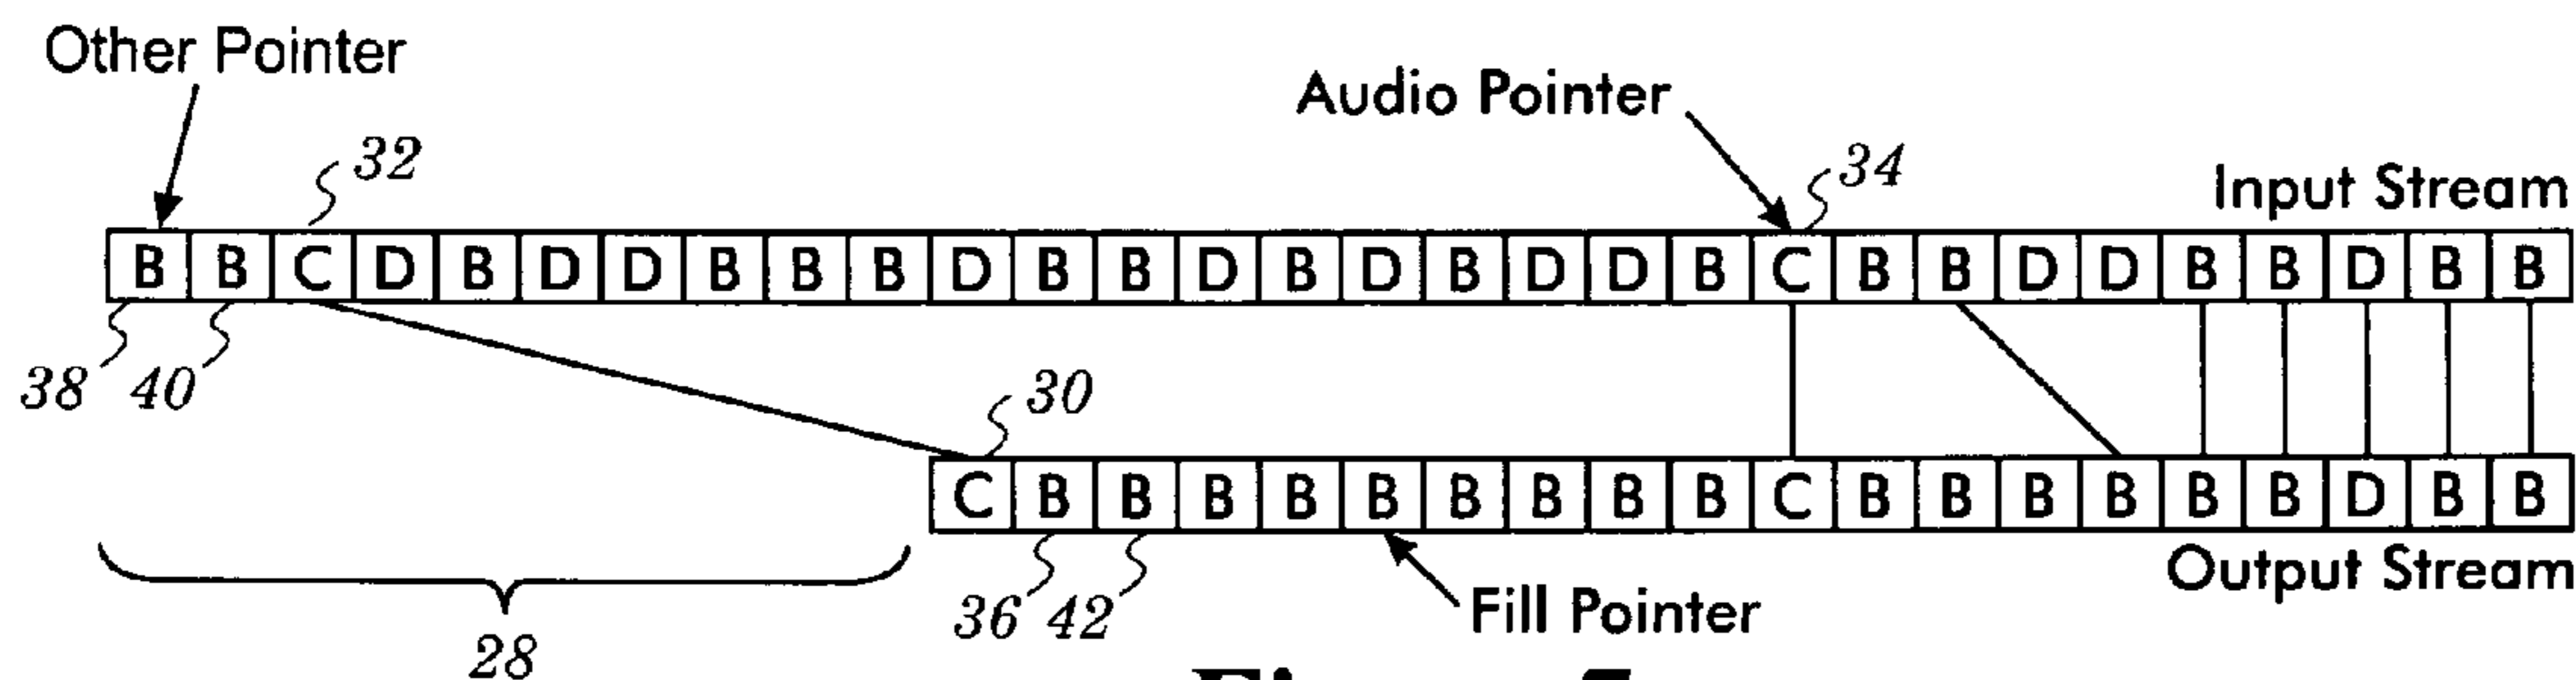 Other Pointer
Audio Pointer
32
34
Input Stream
B B C D B D D B B B D B B D B D B D D B C B B D D B B D B B
38 40
30
C B B B B B B B B B C B B B B B B D B B
Output Stream
36 42
Fill Pointer
28